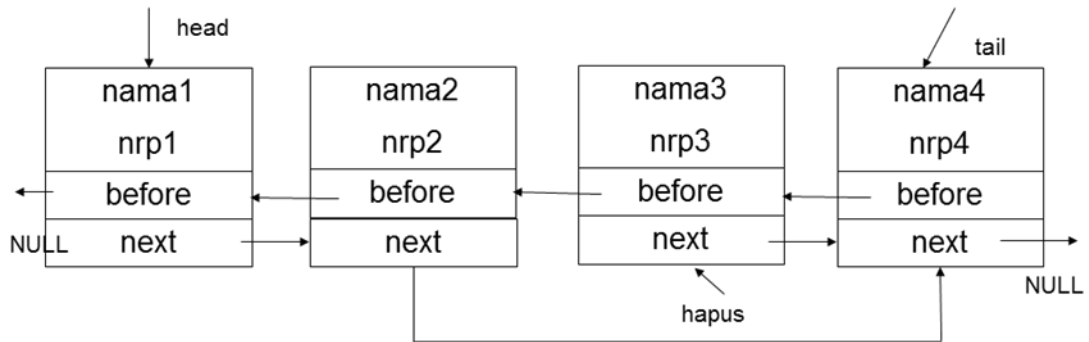 head
tail
nama1
nrp1
before
next
NULL
nama2
nrp2
before
next
nama3
nrp3
before
next
hapus
nama4
nrp4
before
next
NULL